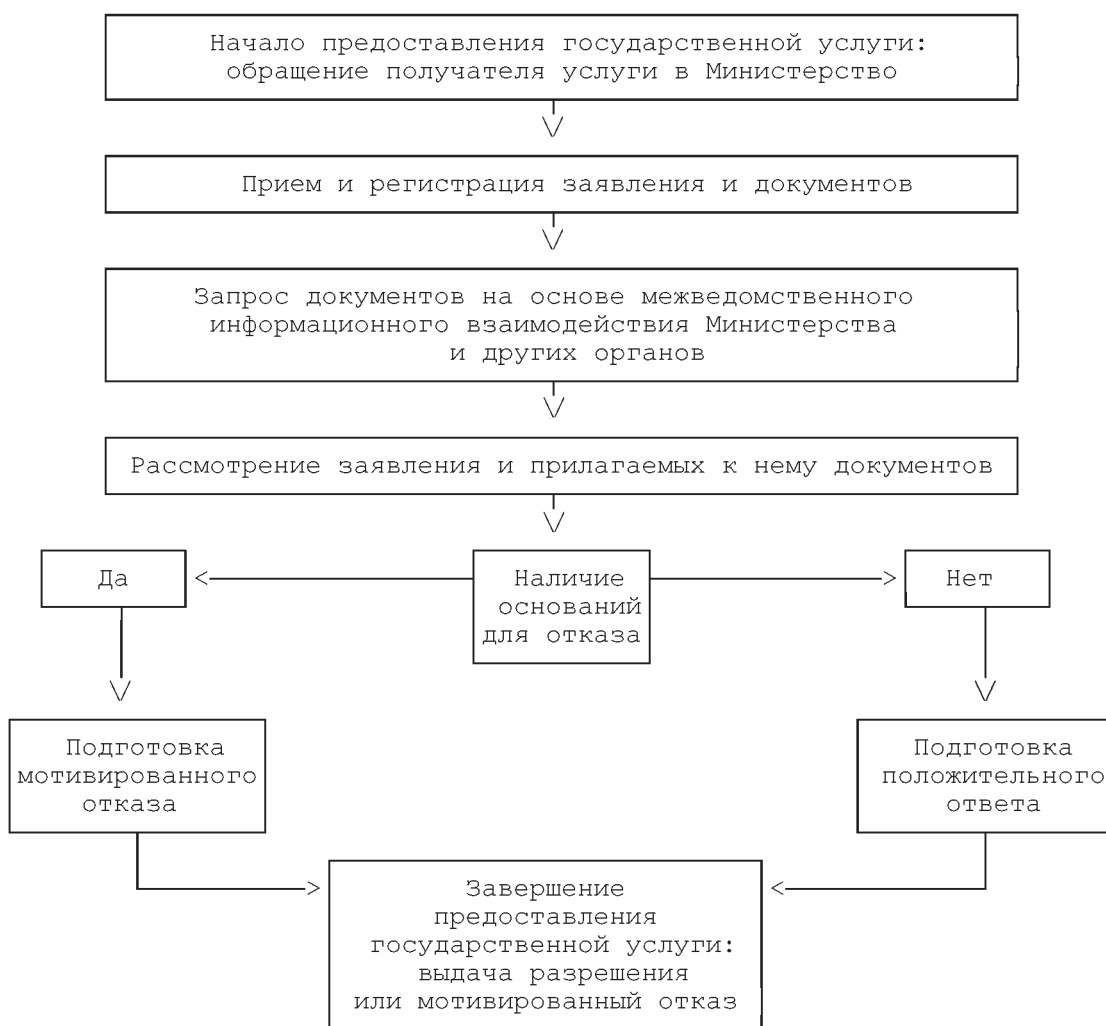 Начало предоставления государственной услуги:
обращение получателя услуги в Министерство
Прием и регистрация заявления и документов
Запрос документов на основе межведомственного
информационного взаимодействия Министерства
и других органов
Рассмотрение заявления и прилагаемых к нему документов
Да
Наличие
оснований
для отказа
Нет
Подготовка
мотивированного
отказа
Подготовка
положительного
ответа
Завершение
предоставления
государственной услуги:
выдача разрешения
или мотивированный отказ